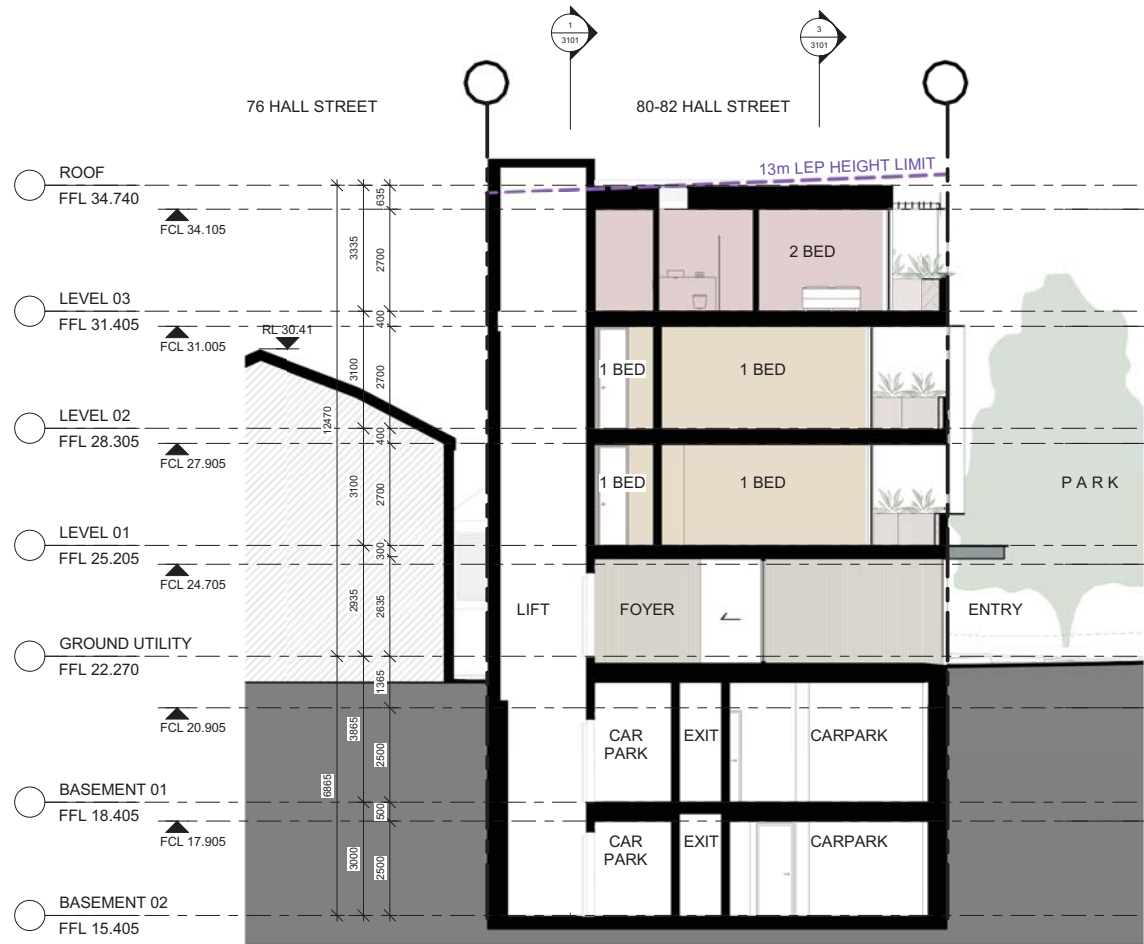 1
3101
3
3101
76 HALL STREET
80-82 HALL STREET
13m LEP HEIGHT LIMIT
ROOF
FFL 34.740
FCL 34.105
635
3335
2700
2 BED
LEVEL 03
FFL 31.405
FCL 31.005
RL 30.41
400
3100
2700
12470
1 BED
1 BED
LEVEL 02
FFL 28.305
FCL 27.905
400
3100
2700
1 BED
1 BED
PARK
LEVEL 01
FFL 25.205
FCL 24.705
300
2935
2635
LIFT
FOYER
ENTRY
GROUND UTILITY
FFL 22.270
FCL 20.905
1365
3865
2500
6865
CAR
PARK
EXIT
CARPARK
BASEMENT 01
FFL 18.405
FCL 17.905
500
3000
2500
CAR
PARK
EXIT
CARPARK
BASEMENT 02
FFL 15.405